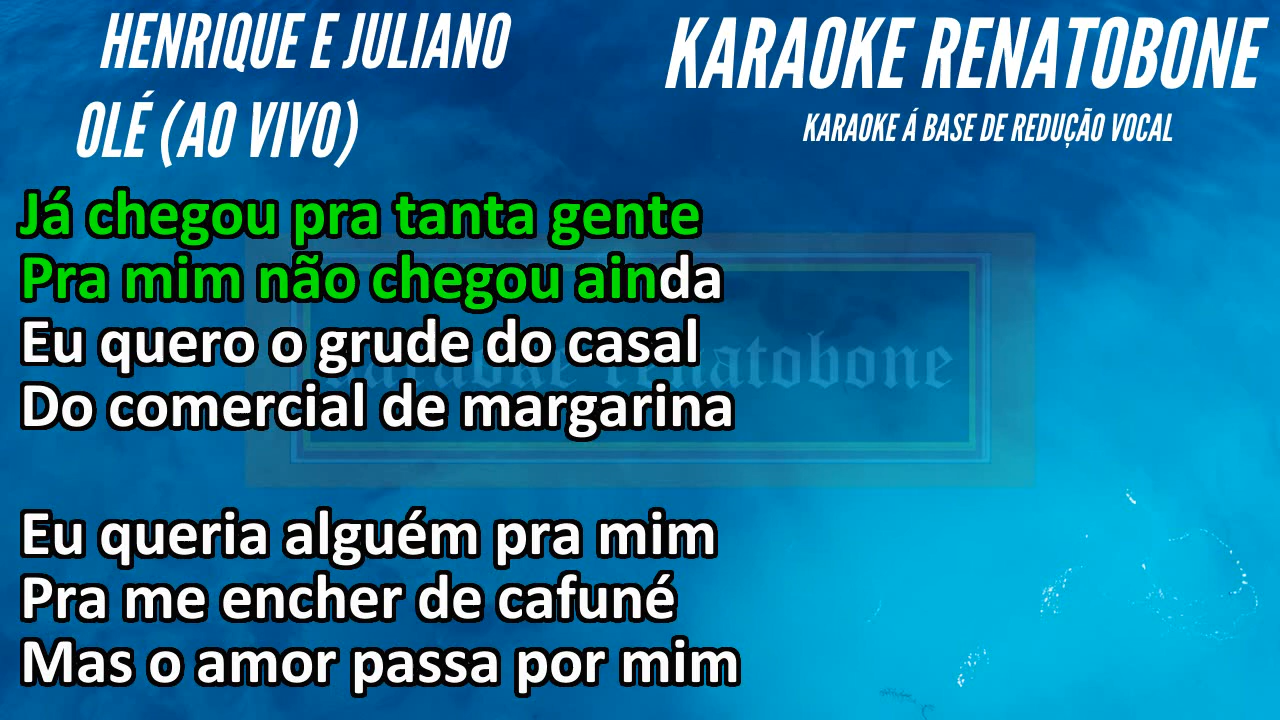 HENRIQUE E JULIANO
OLÉ (AO VIVO)
KARAOKE RENATOBONE
KARAOKE Á BASE DE REDUÇÃO VOCAL
Já chegou pra tanta gente
Pra mim não chegou ainda
Eu quero o grude do casal
Do comercial de margarina
karaoke renatobone
Eu queria alguém pra mim
Pra me encher de cafuné
Mas o amor passa por mim